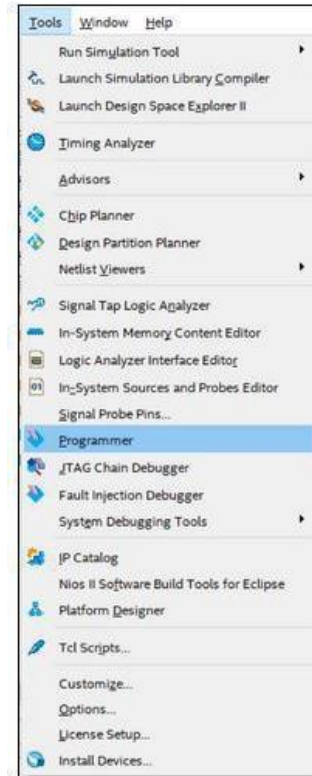 Tools Window Help
Run Simulation Tool
Launch Simulation Library Compiler
Launch Design Space Explorer II
Timing Analyzer
Advisors
Chip Planner
Design Partition Planner
Netlist Viewers
Signal Tap Logic Analyzer
In-System Memory Content Editor
Logic Analyzer Interface Editor
In-System Sources and Probes Editor
Signal Probe Pins...
Programmer
JTAG Chain Debugger
Fault Injection Debugger
System Debugging Tools
IP Catalog
Nios II Software Build Tools for Eclipse
Platform Designer
Tcl Scripts...
Customize...
Options...
License Setup...
Install Devices...